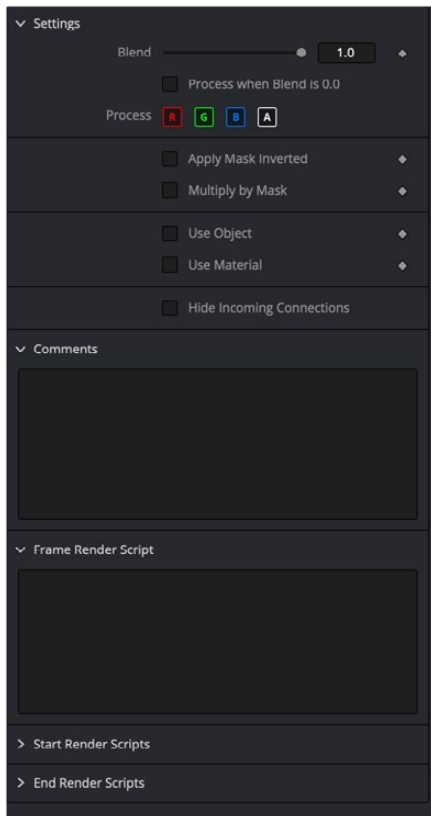 Settings
Blend 1.0
Process when Blend is 0.0
Process R G B A
Apply Mask Inverted
Multiply by Mask
Use Object
Use Material
Hide Incoming Connections
Comments
Frame Render Script
Start Render Scripts
End Render Scripts